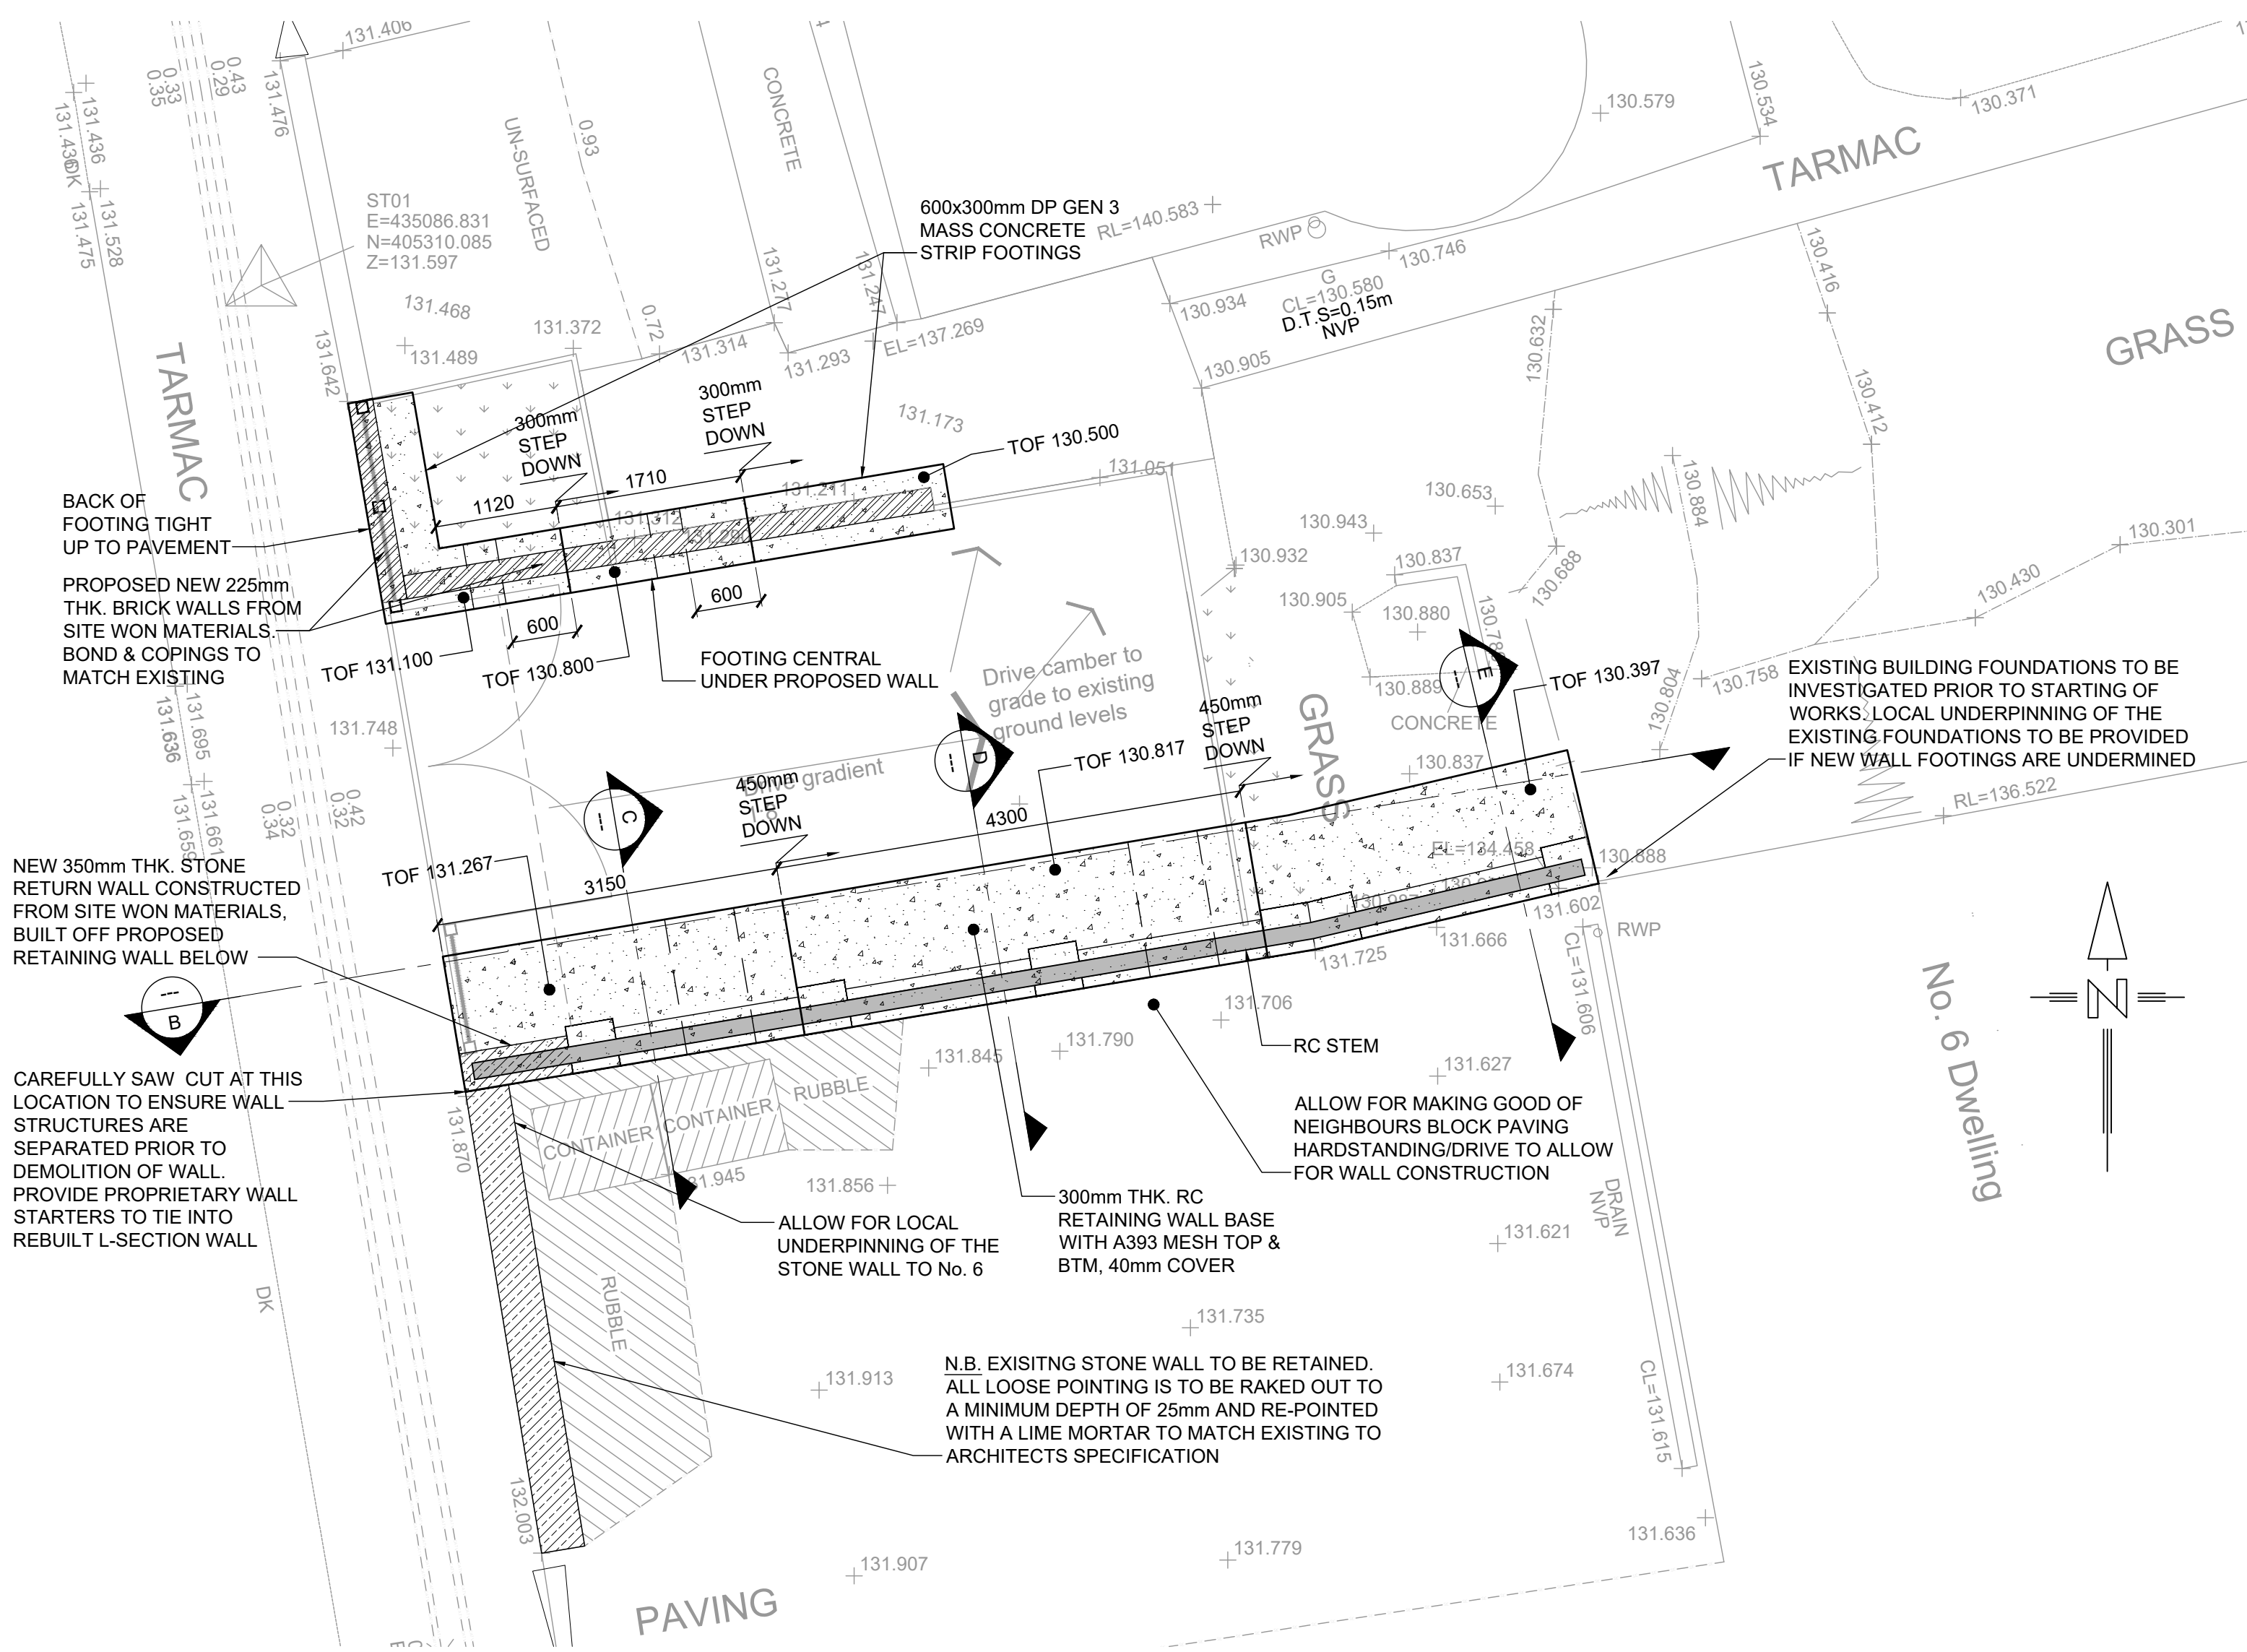 131.406
0.43
0.29
0.33
0.35
131.476
131.436
131.436
DK
131.528
131.475
UN-SURFACED
0.93
CONCRETE
130.579
130.534
130.371
TARMAC
ST01
E=435086.831
N=405310.085
Z=131.597
600x300mm DP GEN 3
MASS CONCRETE
STRIP FOOTINGS
RL=140.583
RWP
130.746
G
CL=130.580
D.T.S=0.15m
NVP
130.934
130.905
130.416
130.632
130.412
GRASS
131.468
131.489
131.372
0.72
131.314
131.277
131.293
131.247
EL=137.269
131.642
TARMAC
300mm
STEP
DOWN
300mm
STEP
DOWN
131.173
TOF 130.500
131.051
1120
1710
131.211
131.312
600
600
BACK OF
FOOTING TIGHT
UP TO PAVEMENT
PROPOSED NEW 225mm
THK. BRICK WALLS FROM
SITE WON MATERIALS.
BOND & COPINGS TO
MATCH EXISTING
TOF 131.100
TOF 130.800
FOOTING CENTRAL
UNDER PROPOSED WALL
130.653
130.943
130.932
130.837
130.905
130.880
130.889
130.688
130.884
130.301
130.430
130.758
130.804
CONCRETE
130.837
GRASS
Drive camber to
grade to existing
ground levels
Drive gradient
E
---
D
---
C
---
TOF 130.397
EXISTING BUILDING FOUNDATIONS TO BE
INVESTIGATED PRIOR TO STARTING OF
WORKS. LOCAL UNDERPINNING OF THE
EXISTING FOUNDATIONS TO BE PROVIDED
IF NEW WALL FOOTINGS ARE UNDERMINED
RL=136.522
450mm
STEP
DOWN
TOF 130.817
450mm
STEP
DOWN
4300
3150
131.748
131.695
131.636
131.661
131.659
0.42
0.32
0.32
0.34
TOF 131.267
NEW 350mm THK. STONE
RETURN WALL CONSTRUCTED
FROM SITE WON MATERIALS,
BUILT OFF PROPOSED
RETAINING WALL BELOW
---
B
EL=134.458
130.888
131.602
RWP
CL=131.606
131.666
131.725
131.706
131.790
131.845
131.627
RC STEM
CAREFULLY SAW CUT AT THIS
LOCATION TO ENSURE WALL
STRUCTURES ARE
SEPARATED PRIOR TO
DEMOLITION OF WALL.
PROVIDE PROPRIETARY WALL
STARTERS TO TIE INTO
REBUILT L-SECTION WALL
131.870
CONTAINER
CONTAINER
RUBBLE
131.945
131.856
ALLOW FOR MAKING GOOD OF
NEIGHBOURS BLOCK PAVING
HARDSTANDING/DRIVE TO ALLOW
FOR WALL CONSTRUCTION
300mm THK. RC
RETAINING WALL BASE
WITH A393 MESH TOP &
BTM, 40mm COVER
ALLOW FOR LOCAL
UNDERPINNING OF THE
STONE WALL TO No. 6
RUBBLE
DK
131.621
DRAIN
NVP
No. 6 Dwelling
N
131.735
131.674
131.913
CL=131.615
N.B. EXISITNG STONE WALL TO BE RETAINED.
ALL LOOSE POINTING IS TO BE RAKED OUT TO
A MINIMUM DEPTH OF 25mm AND RE-POINTED
WITH A LIME MORTAR TO MATCH EXISTING TO
ARCHITECTS SPECIFICATION
132.003
131.636
131.779
131.907
PAVING